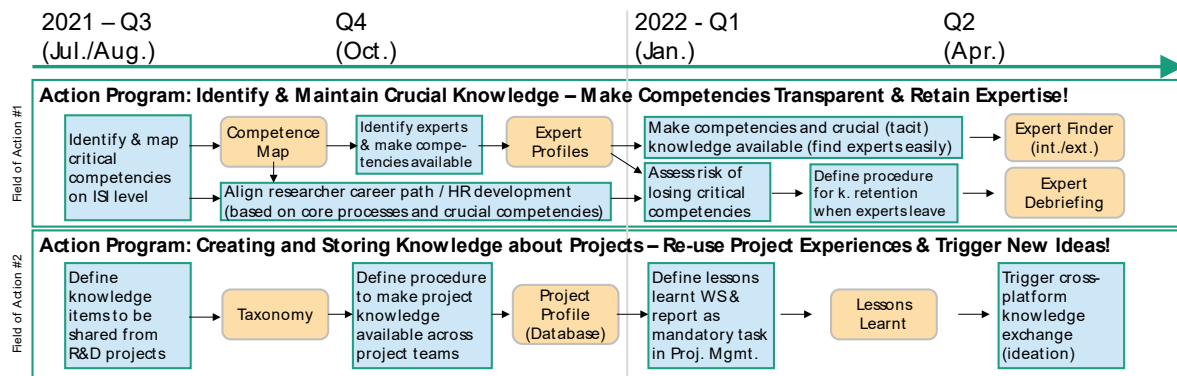 2021 – Q3
(Jul./Aug.)
Q4
(Oct.)
2022 - Q1
(Jan.)
Q2
(Apr.)
Field of Action #1
Action Program: Identify & Maintain Crucial Knowledge – Make Competencies Transparent & Retain Expertise!
Identify & map
critical
competencies
on ISI level
Competence
Map
Identify experts
& make compe-
tencies available
Expert
Profiles
Make competencies and crucial (tacit)
knowledge available (find experts easily)
Expert Finder
(int./ext.)
Align researcher career path / HR development
(based on core processes and crucial competencies)
Assess risk of
losing critical
competencies
Define procedure
for k. retention
when experts leave
Expert
Debriefing
Field of Action #2
Action Program: Creating and Storing Knowledge about Projects – Re-use Project Experiences & Trigger New Ideas!
Define
knowledge
items to be
shared from
R&D projects
Taxonomy
Define procedure
to make project
knowledge
available across
project teams
Project
Profile
(Database)
Define lessons
learnt WS &
report as
mandatory task
in Proj. Mgmt.
Lessons
Learnt
Trigger cross-
platform
knowledge
exchange
(ideation)